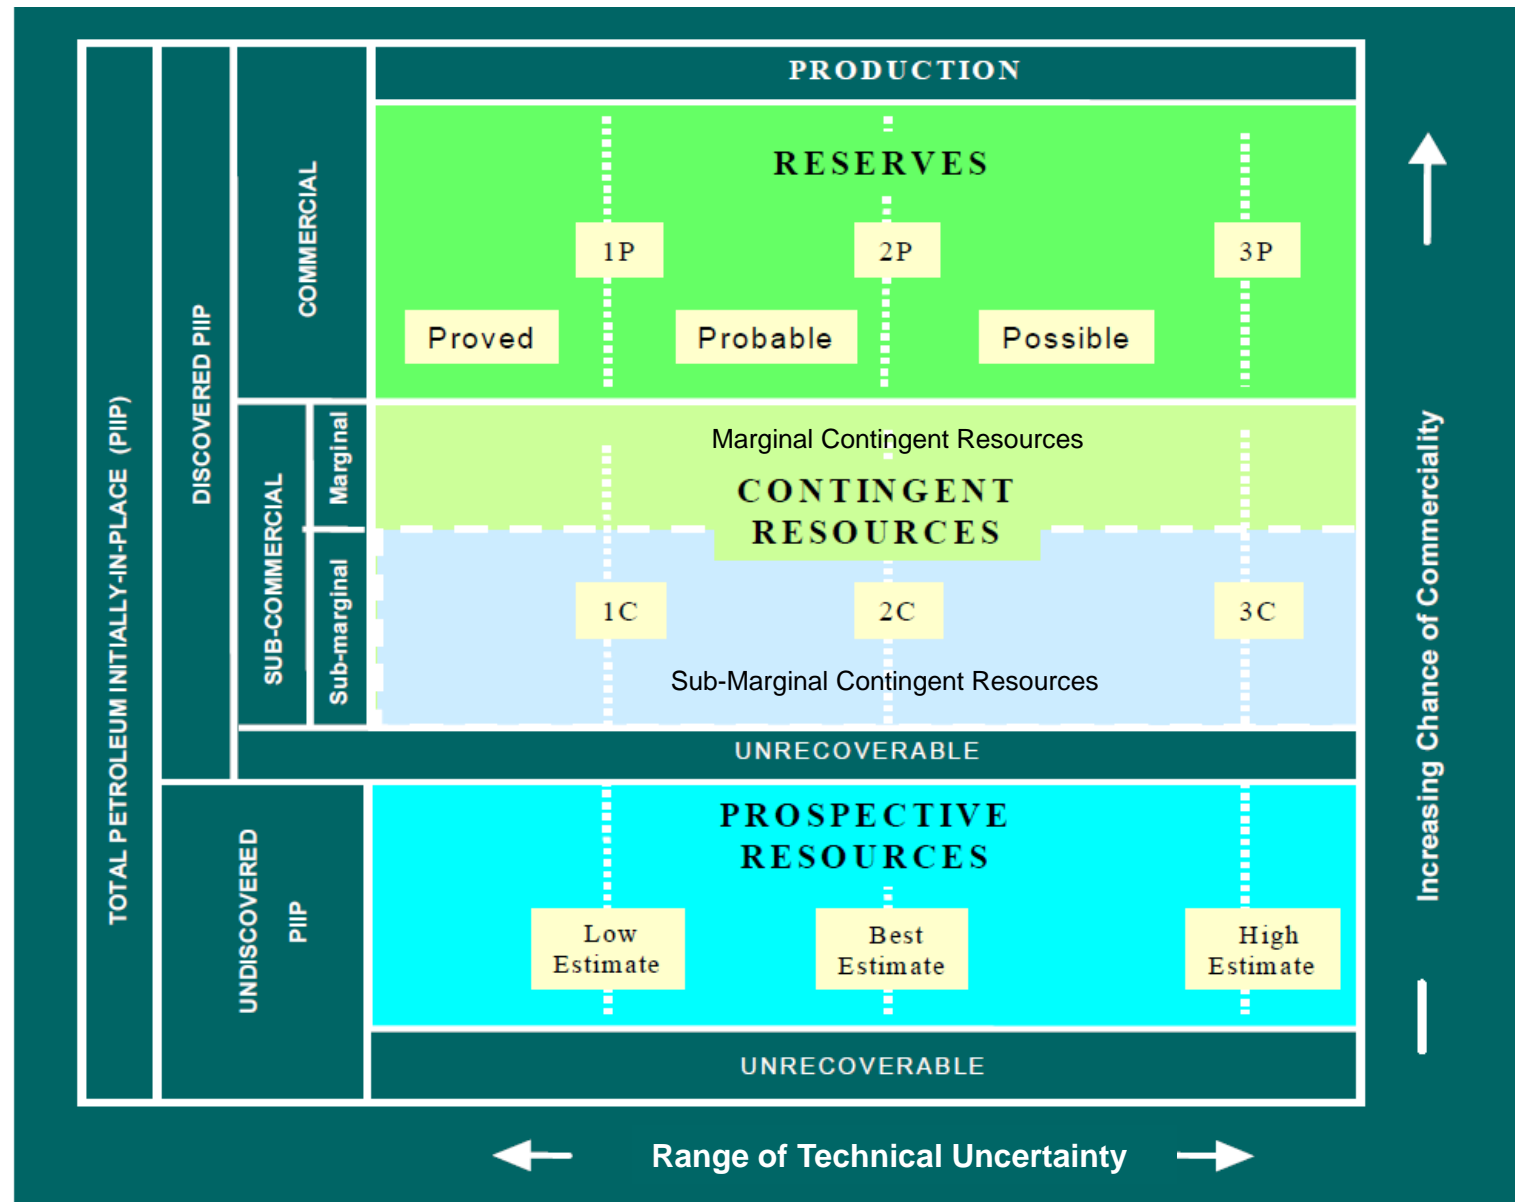 PRODUCTION
RESERVES
1P
2P
3P
Proved
Probable
Possible
Marginal Contingent Resources
CONTINGENT
RESOURCES
1C
2C
3C
Sub-Marginal Contingent Resources
UNRECOVERABLE
PROSPECTIVE
RESOURCES
Low
Estimate
Best
Estimate
High
Estimate
UNRECOVERABLE
TOTAL PETROLEUM INITIALLY-IN-PLACE (PIIP)
DISCOVERED PIIP
COMMERCIAL
SUB-COMMERCIAL
Marginal
Sub-marginal
UNDISCOVERED
PIIP
Increasing Chance of Commerciality
Range of Technical Uncertainty